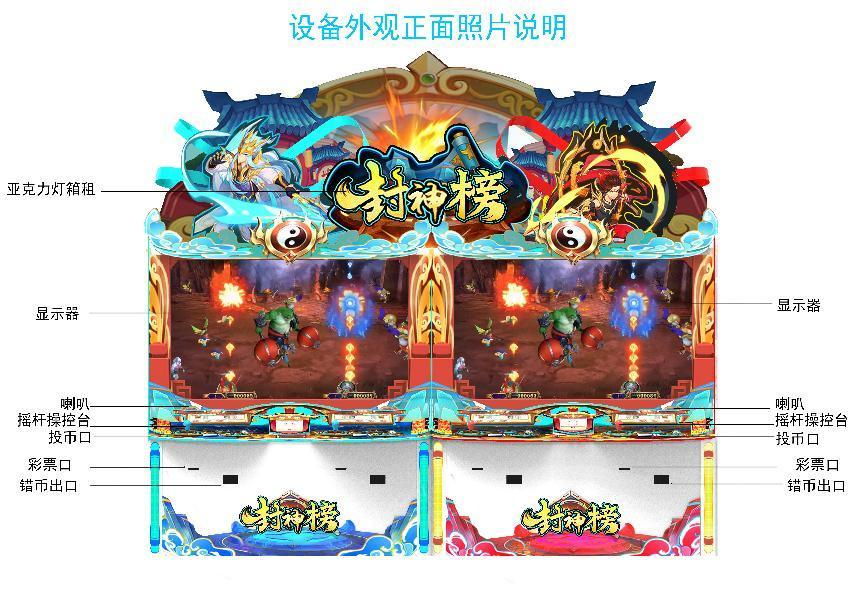 设备外观正面照片说明
封神榜
亚克力灯箱租
显示器
显示器
喇叭
摇杆操控台
投币口
彩票口
错币出口
喇叭
摇杆操控台
投币口
彩票口
错币出口
封神榜
封神榜